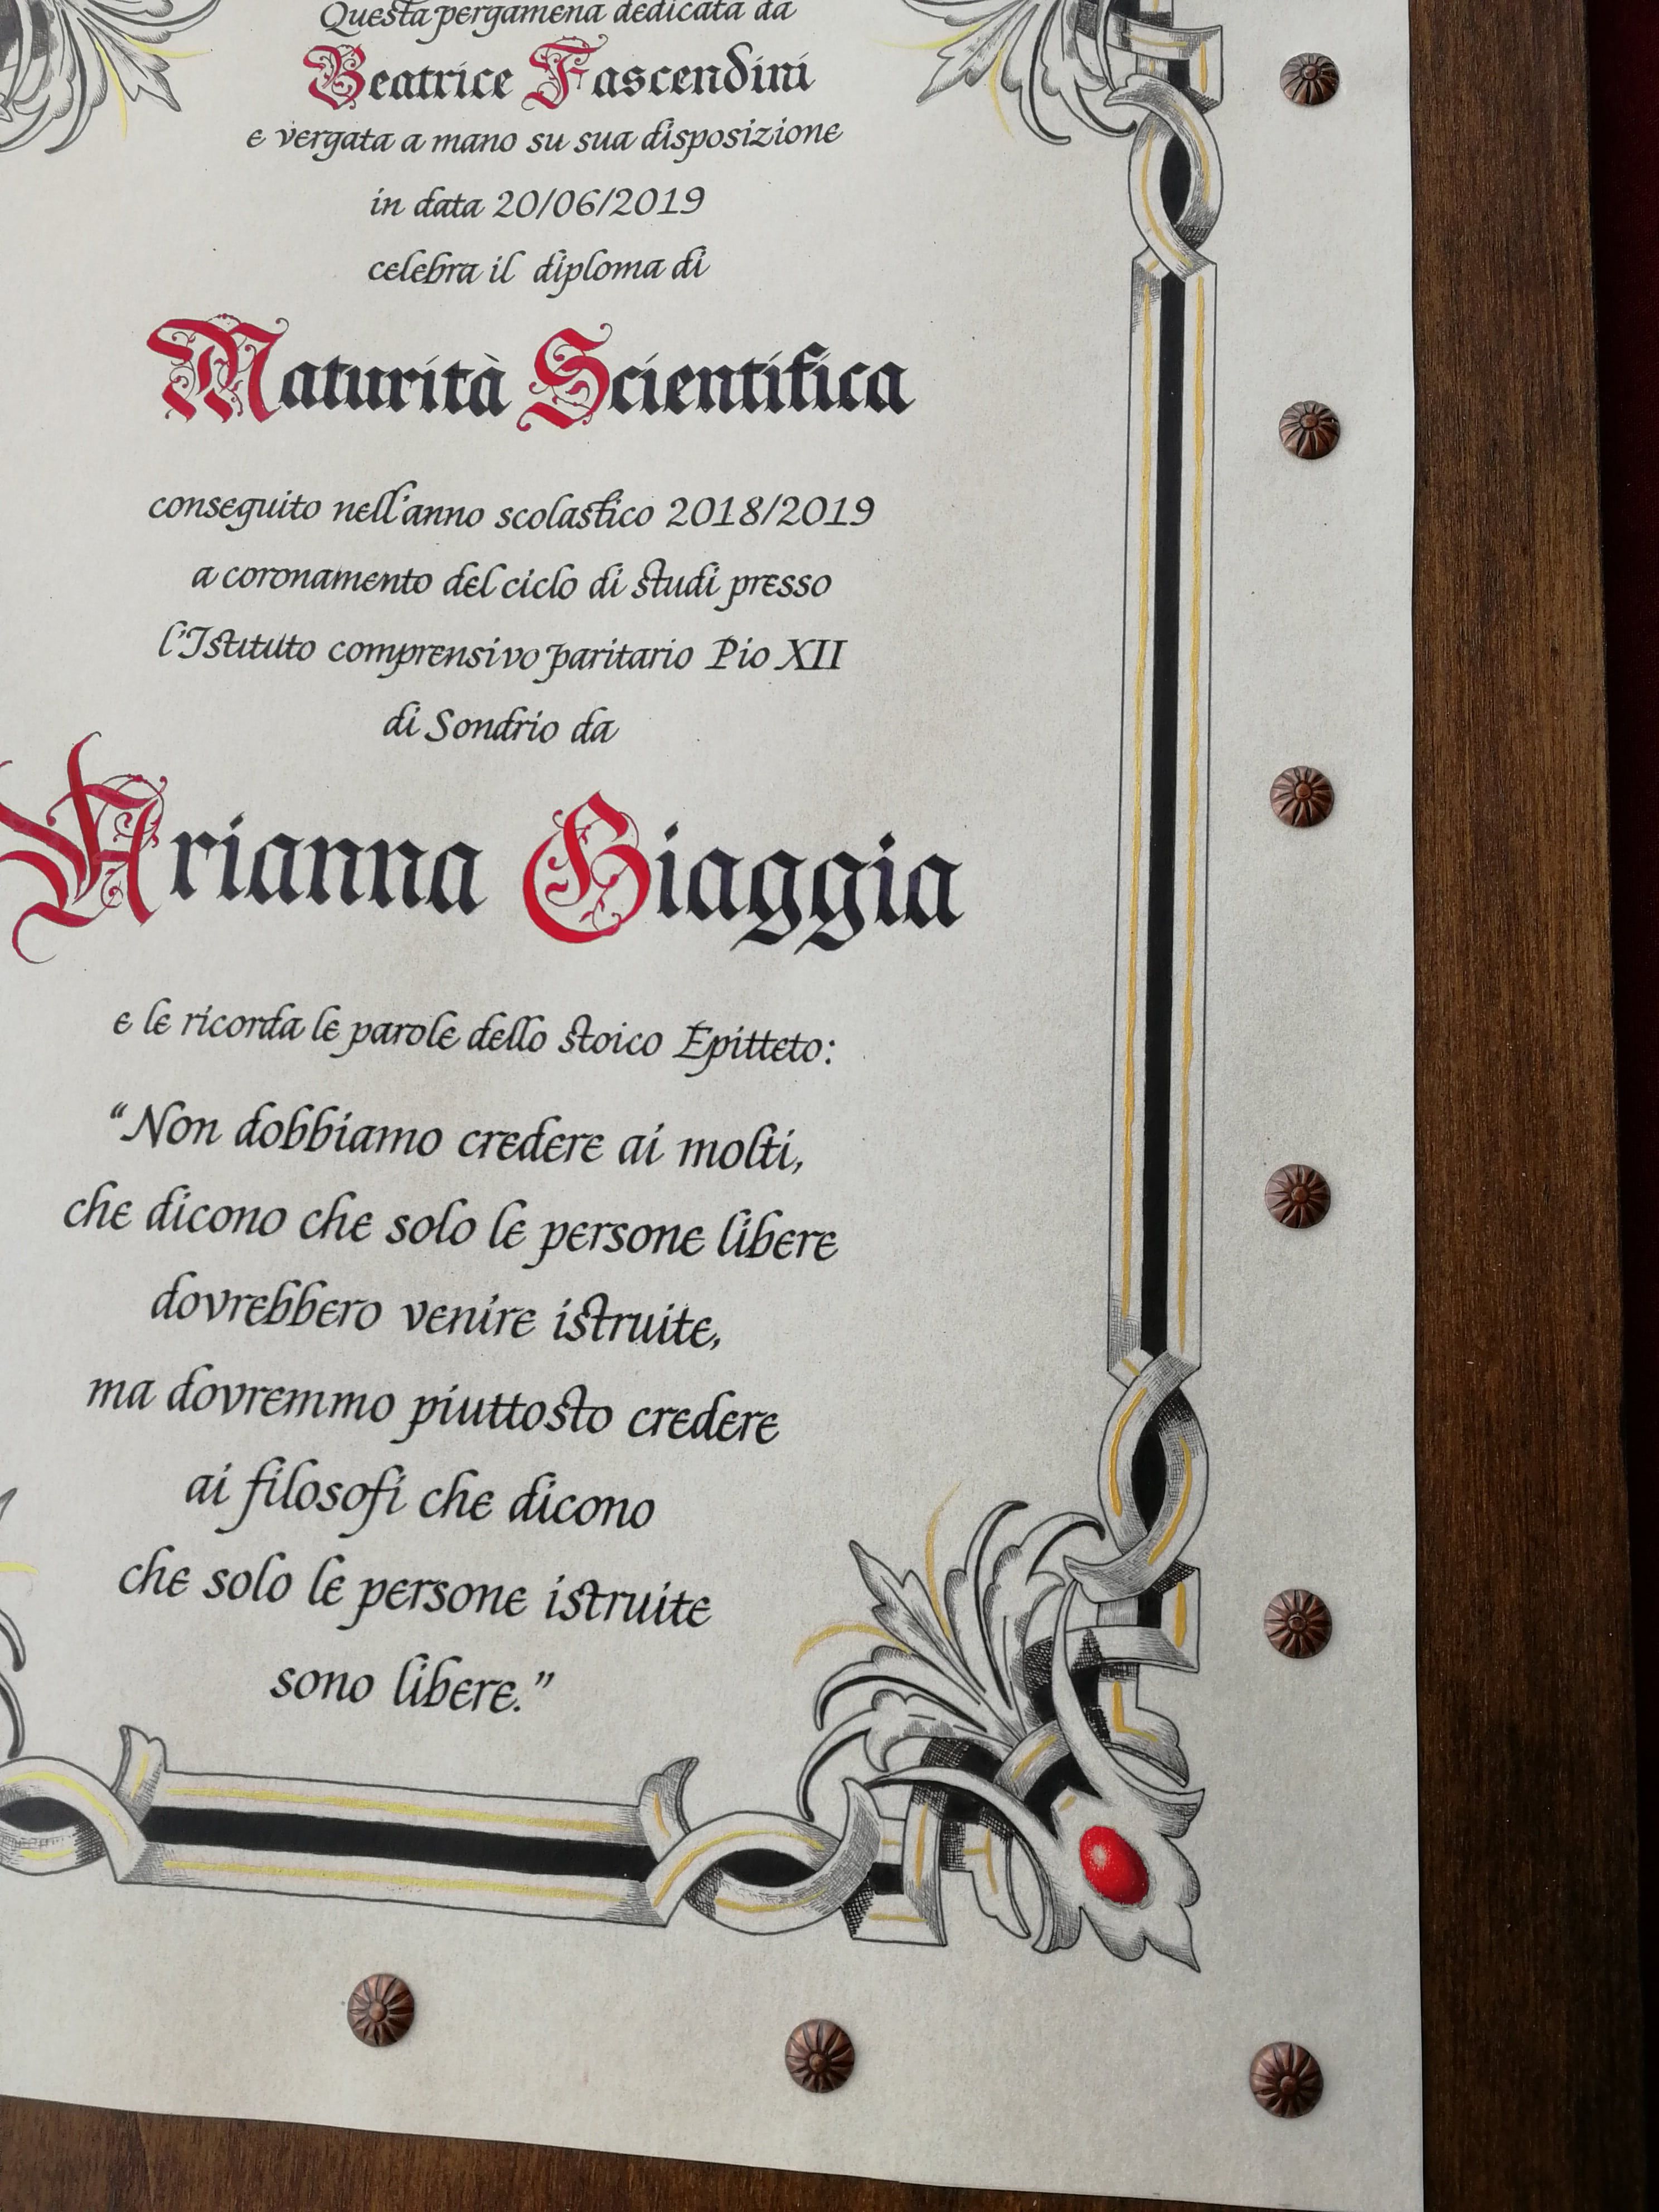 Questa pergamena dedicata da
Beatrice Fascendini
e vergata a mano su sua disposizione
in data 20/06/2019
celebra il diploma di
Maturità Scientifica
conseguito nell'anno scolastico 2018/2019
a coronamento del ciclo di studi presso
l'Istituto comprensivo paritario Pio XII
di Sondrio da
Arianna Giaggia
e le ricorda le parole dello stoico Epitteto:
“Non dobbiamo credere ai molti,
che dicono che solo le persone libere
dovrebbero venire istruite,
ma dovremmo piuttosto credere
ai filosofi che dicono
che solo le persone istruite
sono libere.”